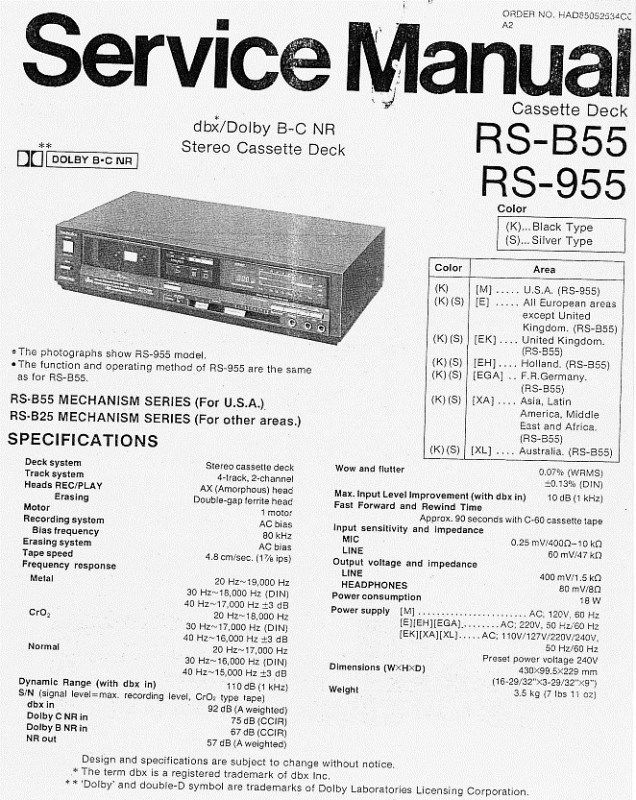 ORDER NO. HAD85052534CC
A2
Service Manual
Cassette Deck
dbx*/Dolby B-C NR
Stereo Cassette Deck
RS-B55
RS-955
**
DOLBY B-C NR
Color
(K)...Black Type
(S)...Silver Type
Color Area
(K) [M] ..... U.S.A. (RS-955)
(K)(S) [E] ..... All European areas
except United
Kingdom. (RS-B55)
(K)(S) [EK] .... United Kingdom.
(RS-B55)
(K)(S) [EH] .... Holland. (RS-B55)
(K)(S) [EGA] .. F.R.Germany.
(RS-B55)
(K)(S) [XA] .... Asia, Latin
America, Middle
East and Africa.
(RS-B55)
(K)(S) [XL] .... Australia. (RS-B55)
*The photographs show RS-955 model.
•The function and operating method of RS-955 are the same
as for RS-B55.
RS-B55 MECHANISM SERIES (For U.S.A.)
RS-B25 MECHANISM SERIES (For other areas.)
SPECIFICATIONS
Deck system Stereo cassette deck
Track system 4-track, 2-channel
Heads REC/PLAY AX (Amorphous) head
Erasing Double-gap ferrite head
Motor 1 motor
Recording system AC bias
Bias frequency 80 kHz
Erasing system AC bias
Tape speed 4.8 cm/sec. (1⅞ ips)
Frequency response
Metal 20 Hz~19,000 Hz
30 Hz~18,000 Hz (DIN)
40 Hz~17,000 Hz ±3 dB
CrO₂ 20 Hz~18,000 Hz
30 Hz~17,000 Hz (DIN)
40 Hz~16,000 Hz ±3 dB
Normal 20 Hz~17,000 Hz
30 Hz~16,000 Hz (DIN)
40 Hz~15,000 Hz ±3 dB
Dynamic Range (with dbx in) 110 dB (1 kHz)
S/N (signal level=max. recording level, CrO₂ type tape)
dbx in 92 dB (A weighted)
Dolby C NR in 75 dB (CCIR)
Dolby B NR in 67 dB (CCIR)
NR out 57 dB (A weighted)
Wow and flutter 0.07% (WRMS)
±0.13% (DIN)
Max. Input Level Improvement (with dbx in) 10 dB (1 kHz)
Fast Forward and Rewind Time
Approx. 90 seconds with C-60 cassette tape
Input sensitivity and impedance
MIC 0.25 mV/400Ω~10 kΩ
LINE 60 mV/47 kΩ
Output voltage and impedance
LINE 400 mV/1.5 kΩ
HEADPHONES 80 mV/8Ω
Power consumption 18 W
Power supply [M] ...................... AC; 120V, 60 Hz
[E][EH][EGA] ........ AC; 220V, 50 Hz/60 Hz
[EK][XA][XL] ..... AC; 110V/127V/220V/240V,
50 Hz/60 Hz
Preset power voltage 240V
Dimensions (W×H×D) 430×99.5×229 mm
(16-29/32"×3-29/32"×9")
Weight 3.5 kg (7 lbs 11 oz)
Design and specifications are subject to change without notice.
* The term dbx is a registered trademark of dbx Inc.
** 'Dolby' and double-D symbol are trademarks of Dolby Laboratories Licensing Corporation.